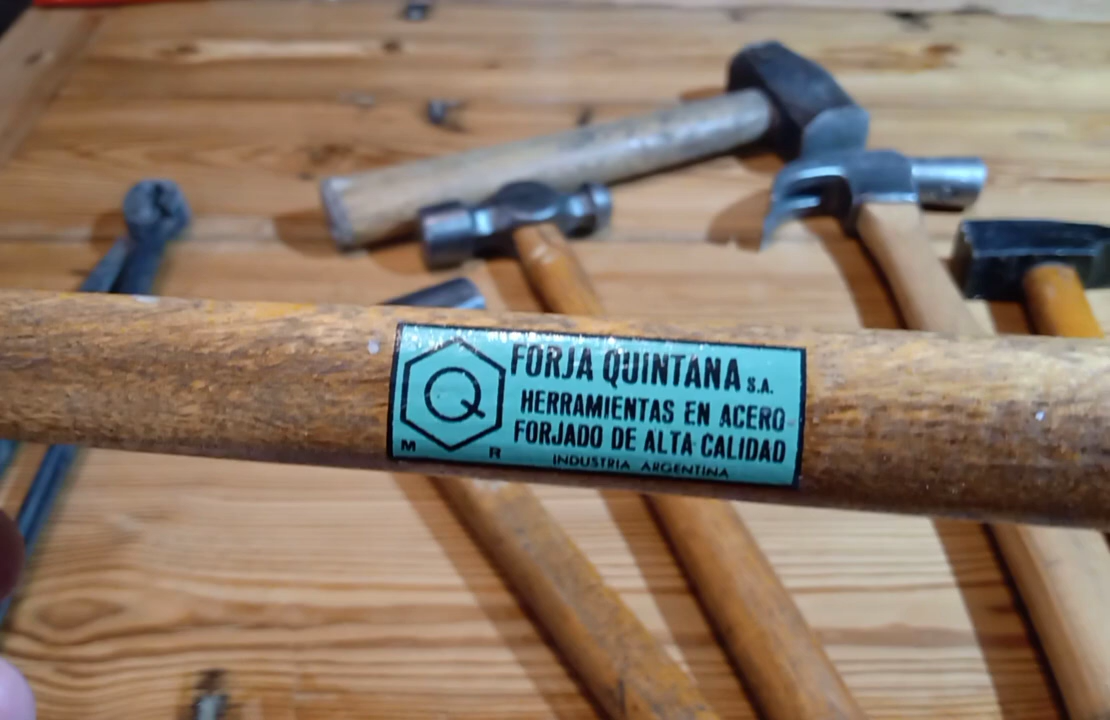 FORJA QUINTANA S.A.
HERRAMIENTAS EN ACERO
FORJADO DE ALTA CALIDAD
INDUSTRIA ARGENTINA
Q
M R